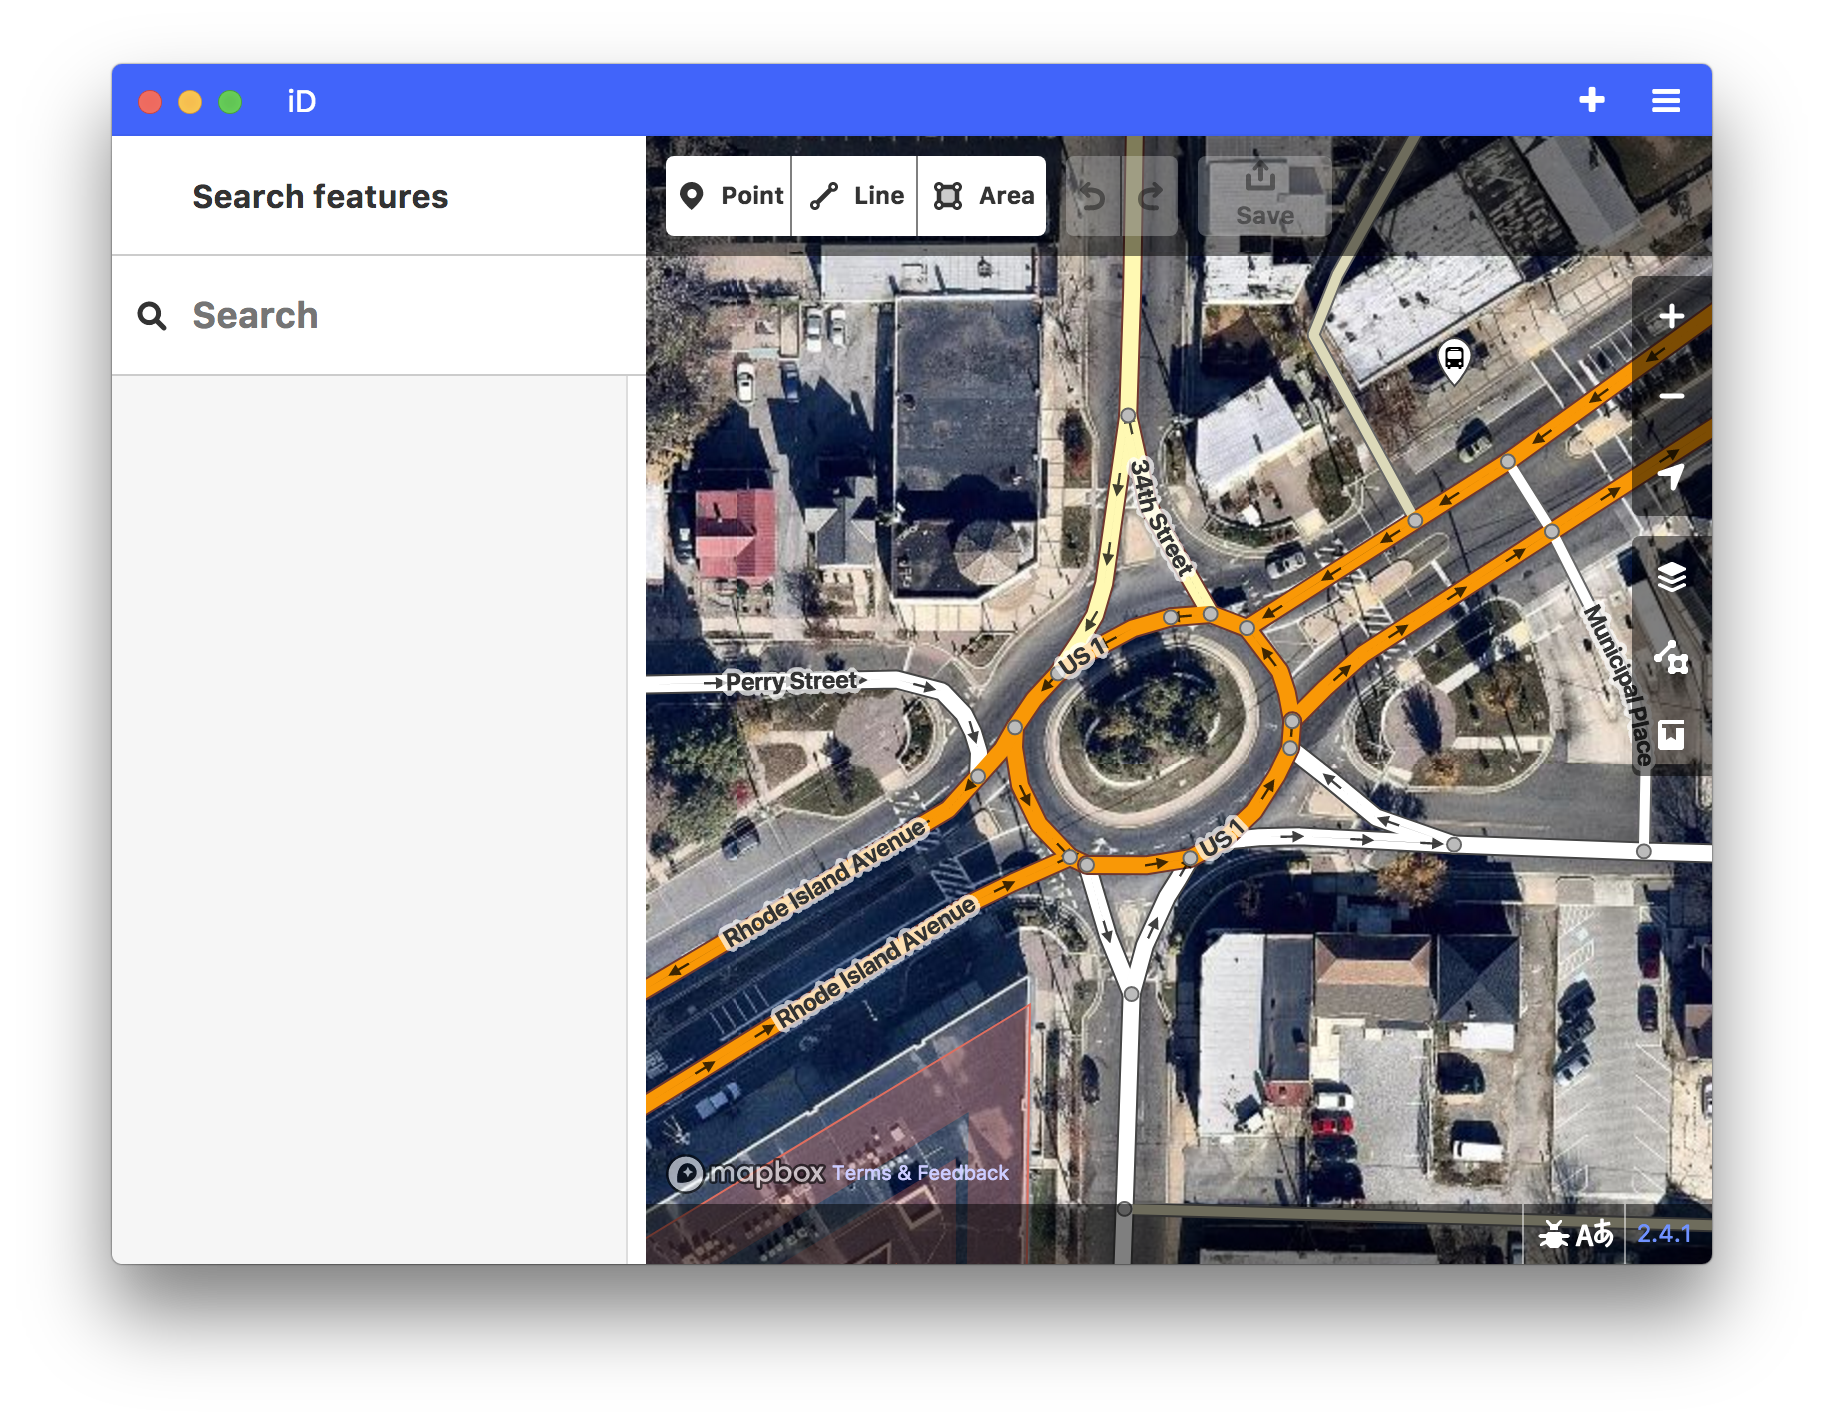 iD
Search features
Search
Point
Line
Area
Save
34th Street
US 1
Perry Street
Municipal Place
US 1
Rhode Island Avenue
Rhode Island Avenue
mapbox Terms & Feedback
Aあ
2.4.1